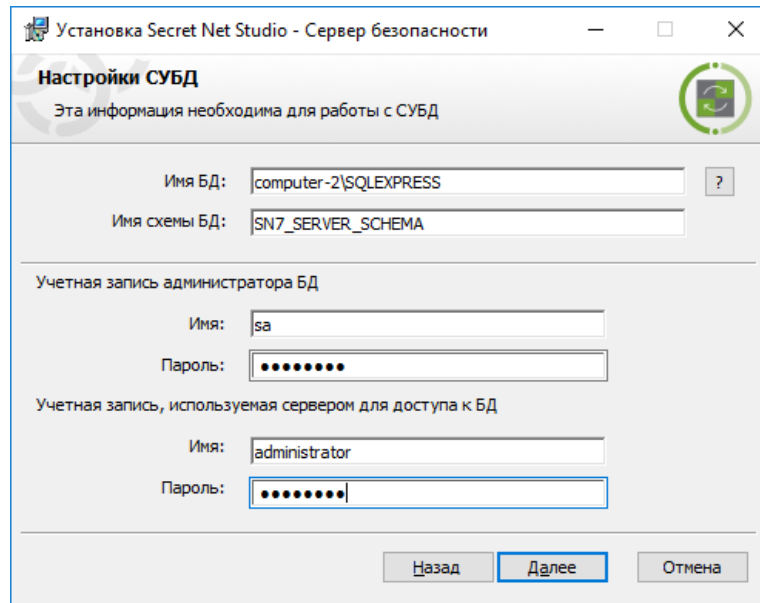 Установка Secret Net Studio - Сервер безопасности
Настройки СУБД
Эта информация необходима для работы с СУБД
Имя БД: computer-2\SQLEXPRESS ?
Имя схемы БД: SN7_SERVER_SCHEMA
Учетная запись администратора БД
Имя: sa
Пароль: ●●●●●●●●
Учетная запись, используемая сервером для доступа к БД
Имя: administrator
Пароль: ●●●●●●●●
Назад Далее Отмена